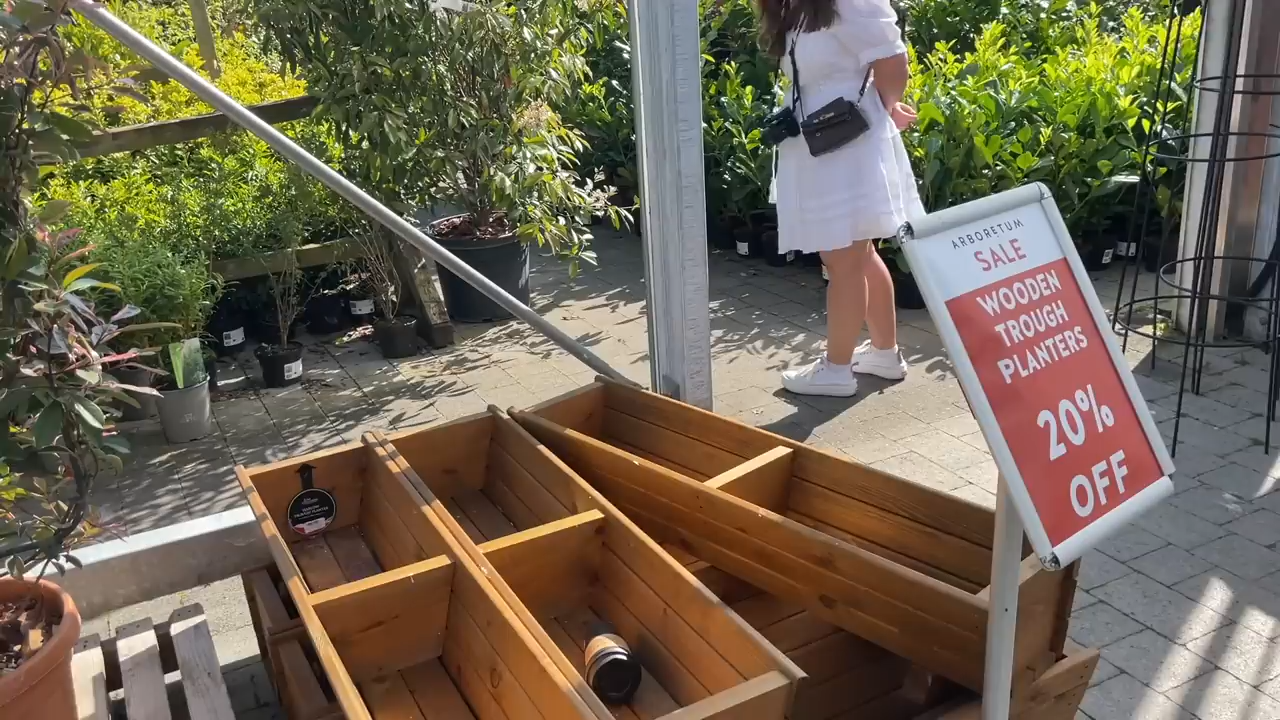 ARBORETUM
SALE
WOODEN
TROUGH
PLANTERS
20%
OFF